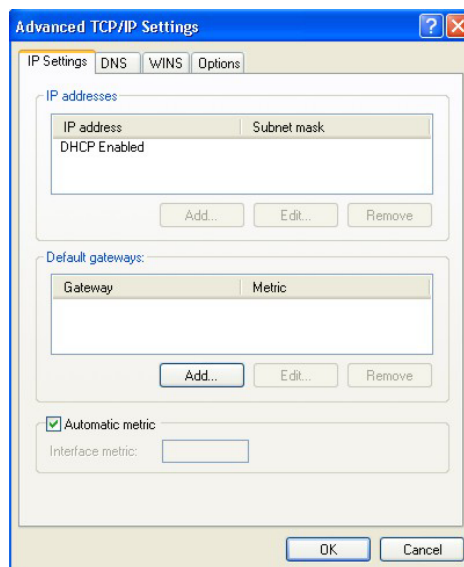 Advanced TCP/IP Settings
IP Settings DNS WINS Options
IP addresses
IP address Subnet mask
DHCP Enabled
Add... Edit... Remove
Default gateways:
Gateway Metric
Add... Edit... Remove
Automatic metric
Interface metric:
OK Cancel